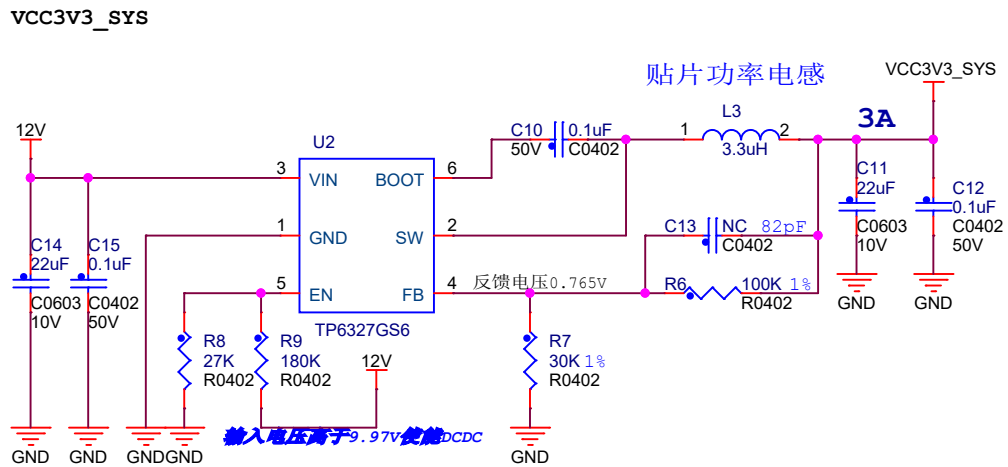 VCC3V3_SYS
贴片功率电感
VCC3V3_SYS
12V
U2
C10
50V
0.1uF
C0402
1
L3
2
3.3uH
3A
3
VIN
BOOT
6
C11
22uF
C0603
10V
C12
0.1uF
C0402
50V
1
GND
SW
2
C13
NC
82pF
C0402
C14
22uF
C0603
10V
C15
0.1uF
C0402
50V
5
EN
FB
4
反馈电压0.765V
R6
100K 1%
R0402
GND
GND
TP6327GS6
R8
27K
R0402
R9
180K
R0402
12V
R7
30K 1%
R0402
输入电压高于9.97V使能DCDC
GND
GND
GND
GND
GND